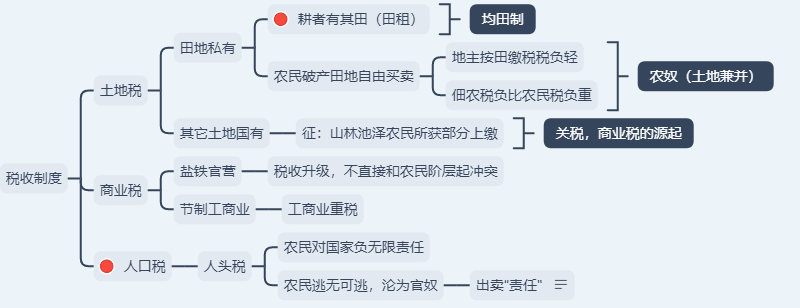 耕者有其田（田租）
均田制
田地私有
地主按田缴税税负轻
农民破产田地自由买卖
农奴（土地兼并）
土地税
佃农税负比农民税负重
其它土地国有
征：山林池泽农民所获部分上缴
关税，商业税的源起
税收制度
盐铁官营
税收升级，不直接和农民阶层起冲突
商业税
节制工商业
工商业重税
农民对国家负无限责任
人口税
人头税
农民逃无可逃，沦为官奴
出卖"责任"